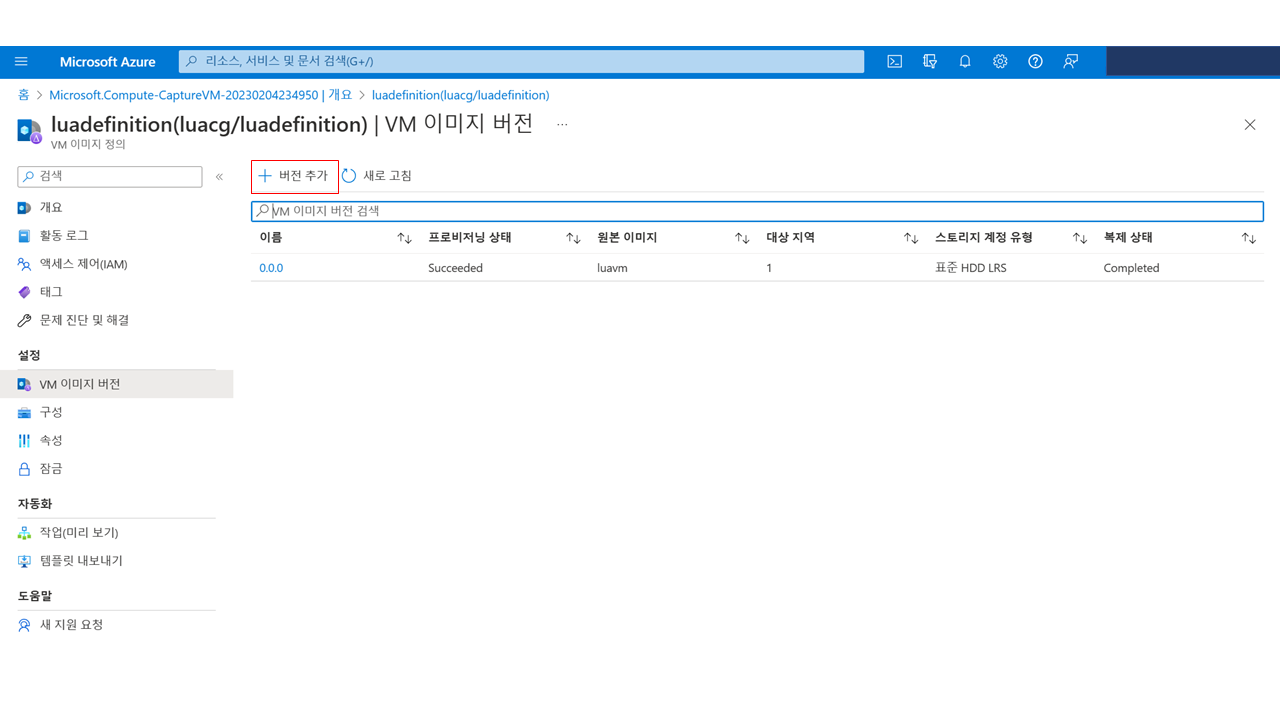 Microsoft Azure
리소스, 서비스 및 문서 검색(G+/)
홈 > Microsoft.Compute-CaptureVM-20230204234950 | 개요 > luadefinition(luacg/luadefinition)
luadefinition(luacg/luadefinition) | VM 이미지 버전 ...
VM 이미지 정의
검색
«
개요
활동 로그
액세스 제어(IAM)
태그
문제 진단 및 해결
설정
VM 이미지 버전
구성
속성
잠금
자동화
작업(미리 보기)
템플릿 내보내기
도움말
새 지원 요청
버전 추가 새로 고침
VM 이미지 버전 검색
이름 프로비저닝 상태 원본 이미지 대상 지역 스토리지 계정 유형 복제 상태
0.0.0 Succeeded luavm 1 표준 HDD LRS Completed